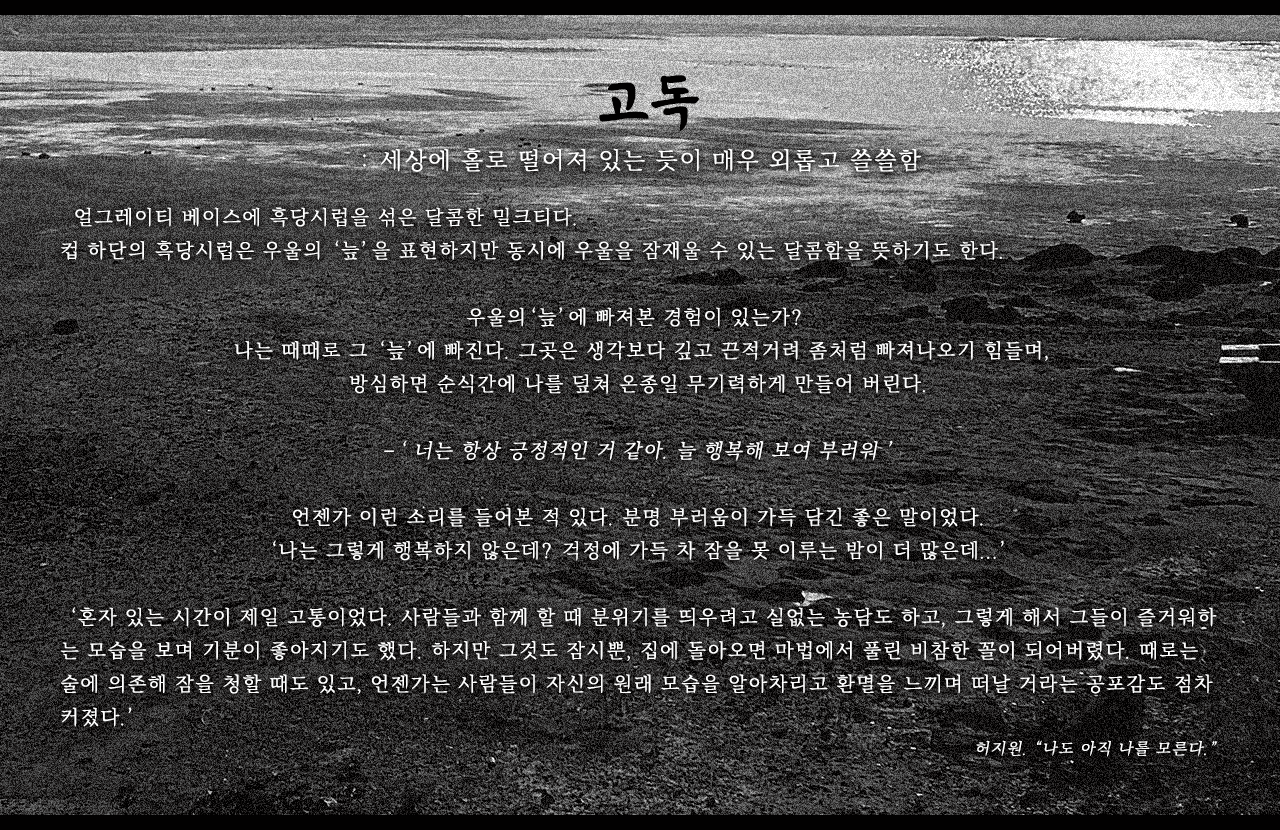 고독
: 세상에 홀로 떨어져 있는 듯이 매우 외롭고 쓸쓸함
얼그레이티 베이스에 흑당시럽을 섞은 달콤한 밀크티다.
컵 하단의 흑당시럽은 우울의 ‘늪’을 표현하지만 동시에 우울을 잠재울 수 있는 달콤함을 뜻하기도 한다.
우울의 ‘늪’에 빠져본 경험이 있는가?
나는 때때로 그 ‘늪’에 빠진다. 그곳은 생각보다 깊고 끈적거려 좀처럼 빠져나오기 힘들며,
방심하면 순식간에 나를 덮쳐 온종일 무기력하게 만들어 버린다.
– ‘ 너는 항상 긍정적인 거 같아. 늘 행복해 보여 부러워 ’
언젠가 이런 소리를 들어본 적 있다. 분명 부러움이 가득 담긴 좋은 말이었다.
‘나는 그렇게 행복하지 않은데? 걱정에 가득 차 잠을 못 이루는 밤이 더 많은데...’
‘혼자 있는 시간이 제일 고통이었다. 사람들과 함께 할 때 분위기를 띄우려고 실없는 농담도 하고, 그렇게 해서 그들이 즐거워하
는 모습을 보며 기분이 좋아지기도 했다. 하지만 그것도 잠시뿐, 집에 돌아오면 마법에서 풀린 비참한 꼴이 되어버렸다. 때로는
술에 의존해 잠을 청할 때도 있고, 언젠가는 사람들이 자신의 원래 모습을 알아차리고 환멸을 느끼며 떠날 거라는 공포감도 점차
커졌다.’
허지원. “나도 아직 나를 모른다.”